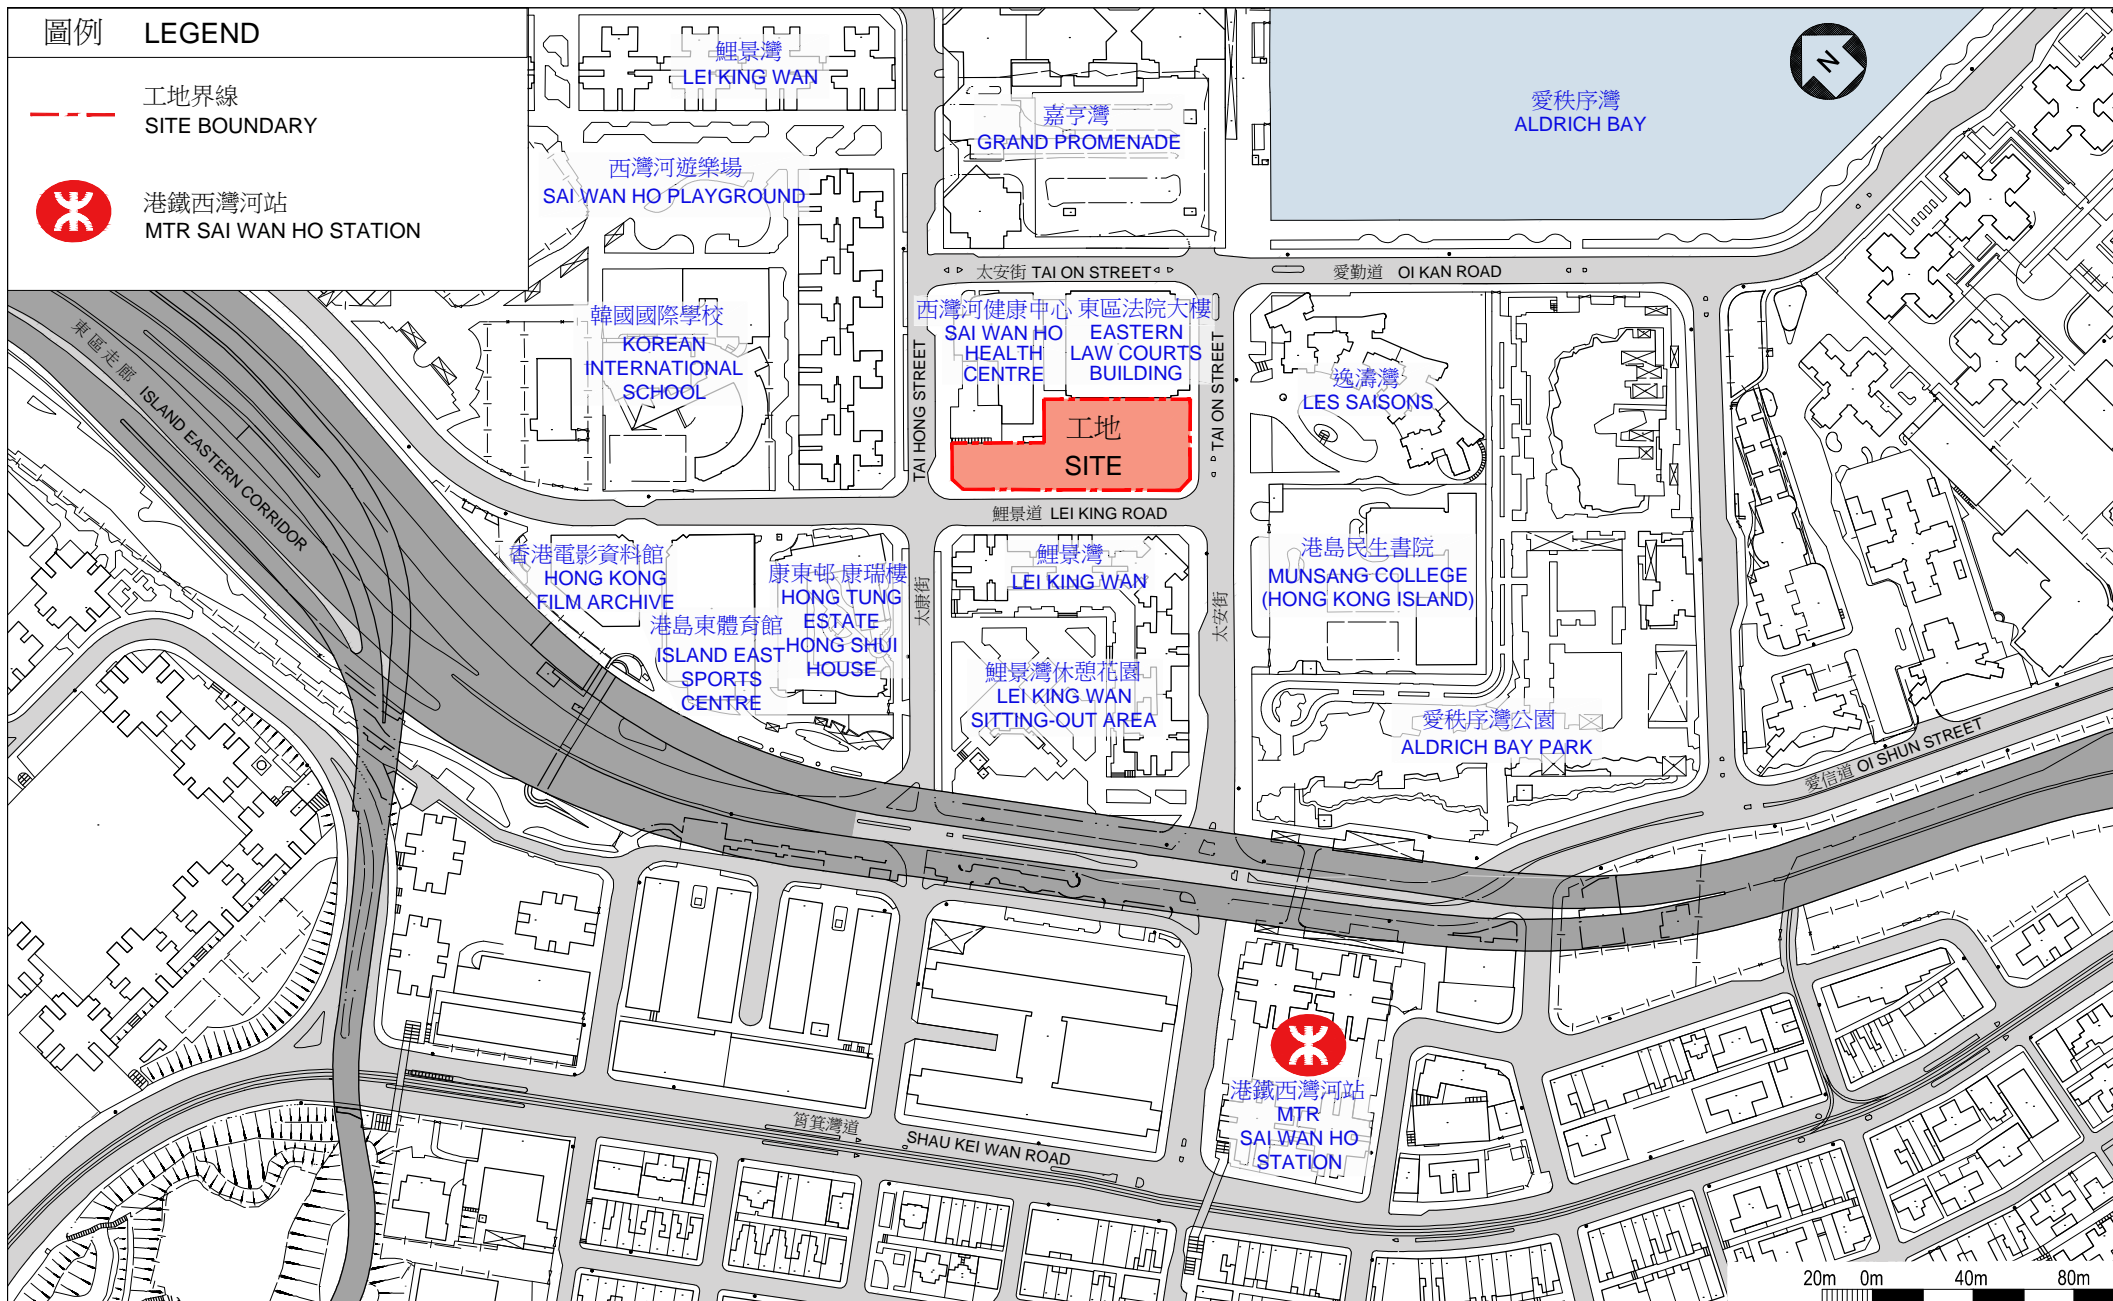 圖例 LEGEND
工地界線
SITE BOUNDARY
港鐵西灣河站
MTR SAI WAN HO STATION
鯉景灣
LEI KING WAN
嘉亨灣
GRAND PROMENADE
愛秩序灣
ALDRICH BAY
N
西灣河遊樂場
SAI WAN HO PLAYGROUND
太安街 TAI ON STREET
愛勤道 OI KAN ROAD
韓國國際學校
KOREAN
INTERNATIONAL
SCHOOL
西灣河健康中心
SAI WAN HO
HEALTH
CENTRE
東區法院大樓
EASTERN
LAW COURTS
BUILDING
TAI HONG STREET
TAI ON STREET
逸濤灣
LES SAISONS
工地
SITE
東區走廊 ISLAND EASTERN CORRIDOR
鯉景道 LEI KING ROAD
香港電影資料館
HONG KONG
FILM ARCHIVE
港島東體育館
ISLAND EAST
SPORTS
CENTRE
康東邨 康瑞樓
HONG TUNG
ESTATE
HONG SHUI
HOUSE
太康街
鯉景灣
LEI KING WAN
鯉景灣休憩花園
LEI KING WAN
SITTING-OUT AREA
太安街
港島民生書院
MUNSANG COLLEGE
(HONG KONG ISLAND)
愛秩序灣公園
ALDRICH BAY PARK
愛信道 OI SHUN STREET
港鐵西灣河站
MTR
SAI WAN HO
STATION
筲箕灣道 SHAU KEI WAN ROAD
20m 0m 40m 80m